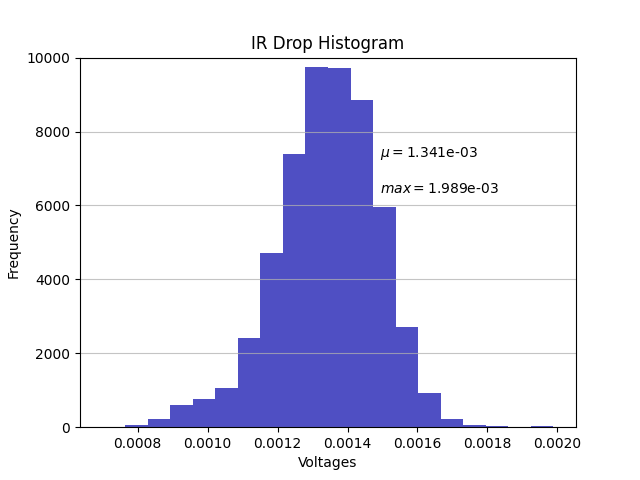 IR Drop Histogram
10000
8000
6000
4000
2000
0
Frequency
μ = 1.341e-03
max = 1.989e-03
0.0008 0.0010 0.0012 0.0014 0.0016 0.0018 0.0020
Voltages